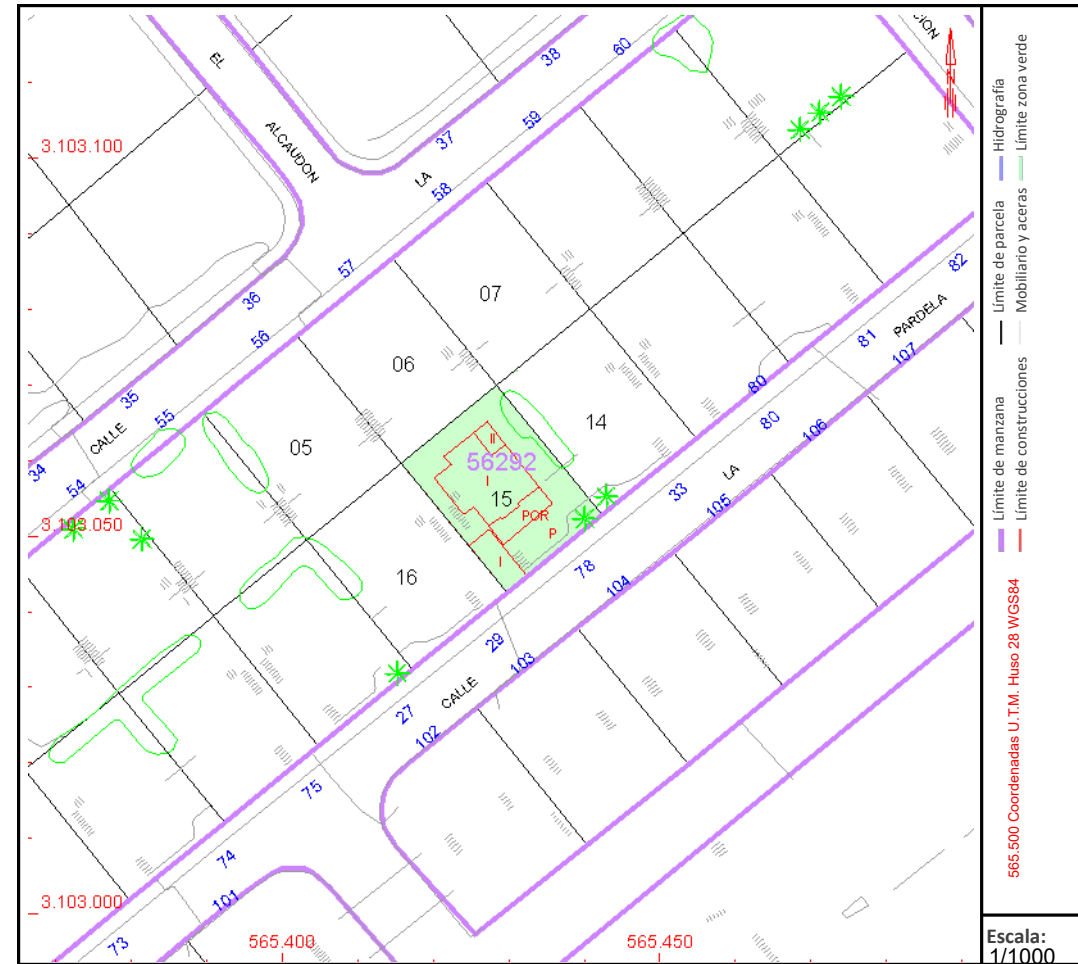 CION
EL
ALCAUDON
LA
38
60
37
59
58
3.103.100
57
36
56
07
06
35
55
05
CALLE
34
54
14
56292
II
I
15
POR
P
I
16
3.103.050
82
PARDELA
81
107
80
80
106
33
LA
105
78
104
29
103
CALLE
27
102
75
74
101
73
3.103.000
565.400
565.450
Hidrografía
Límite zona verde
Límite de parcela
Mobiliario y aceras
Límite de manzana
Límite de construcciones
565.500 Coordenadas U.T.M. Huso 28 WGS84
Escala:
1/1000